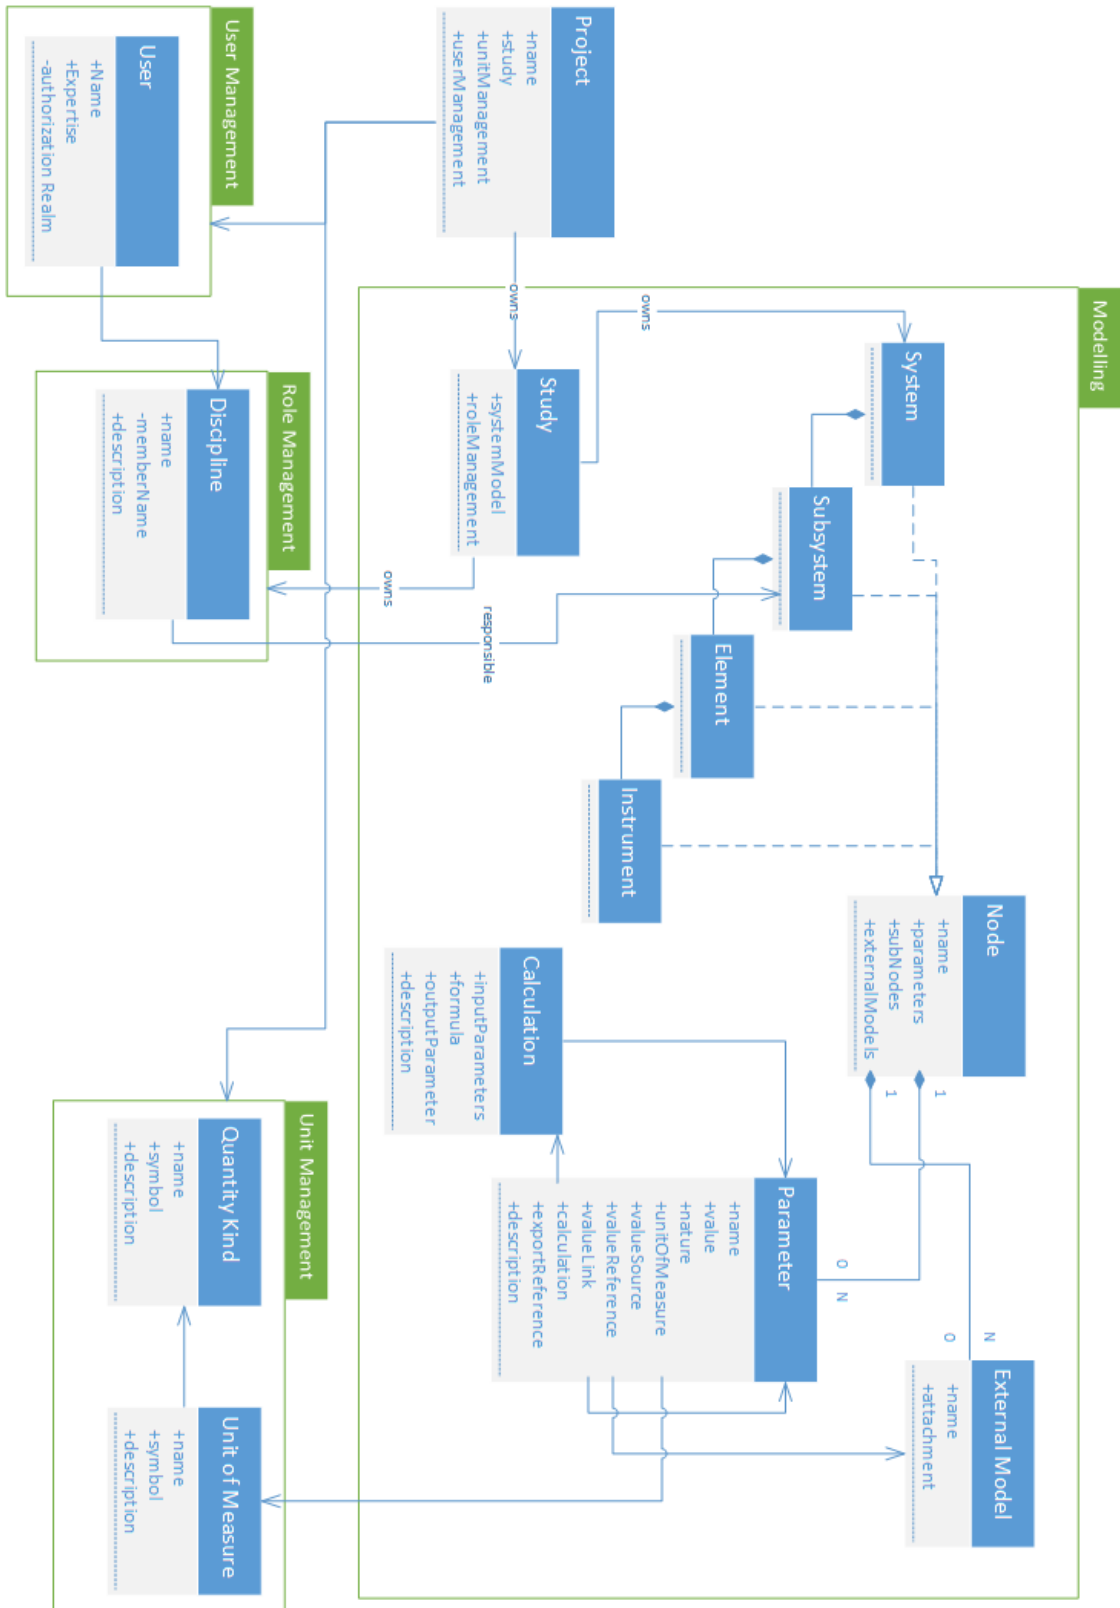 Modelling
System
Subsystem
Element
Instrument
Node
+name
+parameters
+subNodes
+externalModels
1
1
N
0
0
N
External Model
+name
+attachment
Project
+name
+study
+unitManagement
+userManagement
owns
owns
Study
+systemModel
+roleManagement
owns
responsible
Calculation
+inputParameters
+formula
+outputParameter
+description
Parameter
+name
+value
+nature
+unitOfMeasure
+valueSource
+valueReference
+valueLink
+calculation
+exportReference
+description
User Management
User
+Name
+Expertise
-authorization Realm
Role Management
Discipline
+name
-memberName
+description
Unit Management
Quantity Kind
+name
+symbol
+description
Unit of Measure
+name
+symbol
+description